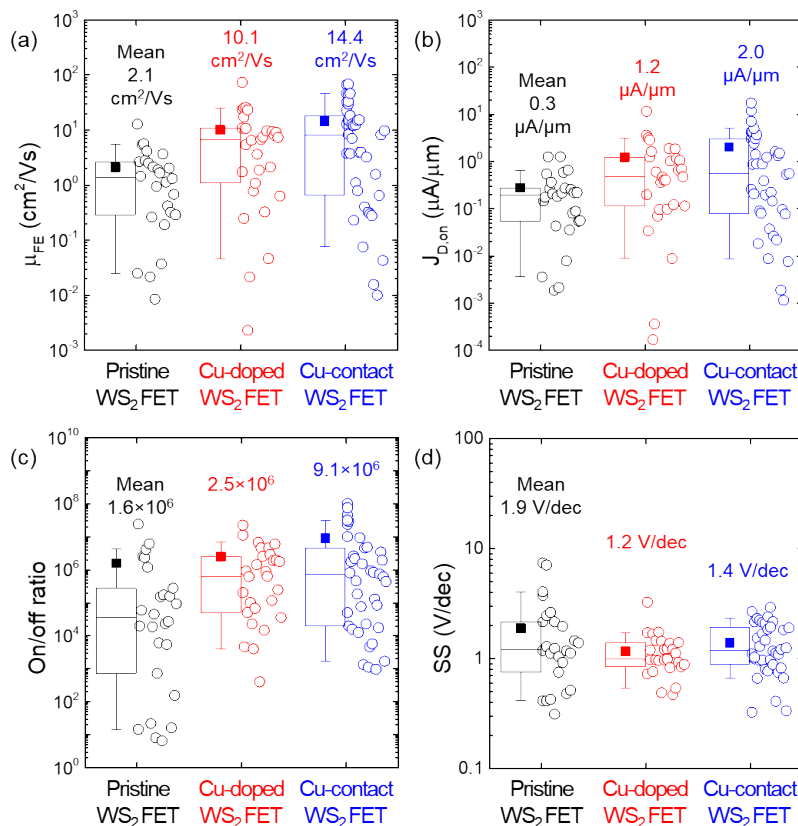 (a)
10³
10²
10¹
10⁰
10⁻¹
10⁻²
10⁻³
μFE (cm²/Vs)
Mean
2.1
cm²/Vs
10.1
cm²/Vs
14.4
cm²/Vs
Pristine
WS₂ FET
Cu-doped
WS₂ FET
Cu-contact
WS₂ FET
(b)
10³
10²
10¹
10⁰
10⁻¹
10⁻²
10⁻³
10⁻⁴
JD,on (μA/μm)
Mean
0.3
μA/μm
1.2
μA/μm
2.0
μA/μm
Pristine
WS₂ FET
Cu-doped
WS₂ FET
Cu-contact
WS₂ FET
(c)
10¹⁰
10⁸
10⁶
10⁴
10²
10⁰
On/off ratio
Mean
1.6×10⁶
2.5×10⁶
9.1×10⁶
Pristine
WS₂ FET
Cu-doped
WS₂ FET
Cu-contact
WS₂ FET
(d)
100
10
1
0.1
SS (V/dec)
Mean
1.9 V/dec
1.2 V/dec
1.4 V/dec
Pristine
WS₂ FET
Cu-doped
WS₂ FET
Cu-contact
WS₂ FET